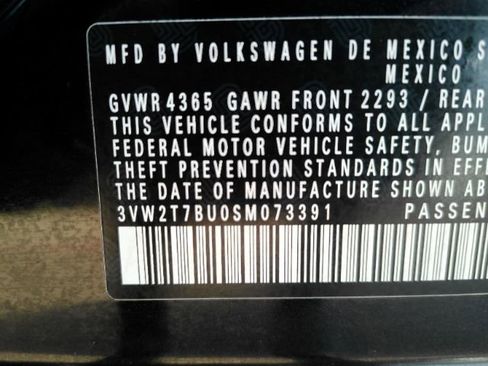 MFD BY VOLKSWAGEN DE MEXICO S
MEXICO
GVWR 4365 GAWR FRONT 2293 / REAR
THIS VEHICLE CONFORMS TO ALL APPL
FEDERAL MOTOR VEHICLE SAFETY, BUM
THEFT PREVENTION STANDARDS IN EFFE
THE DATE OF MANUFACTURE SHOWN AB
3VW2T7BU0SM073391 PASSEN